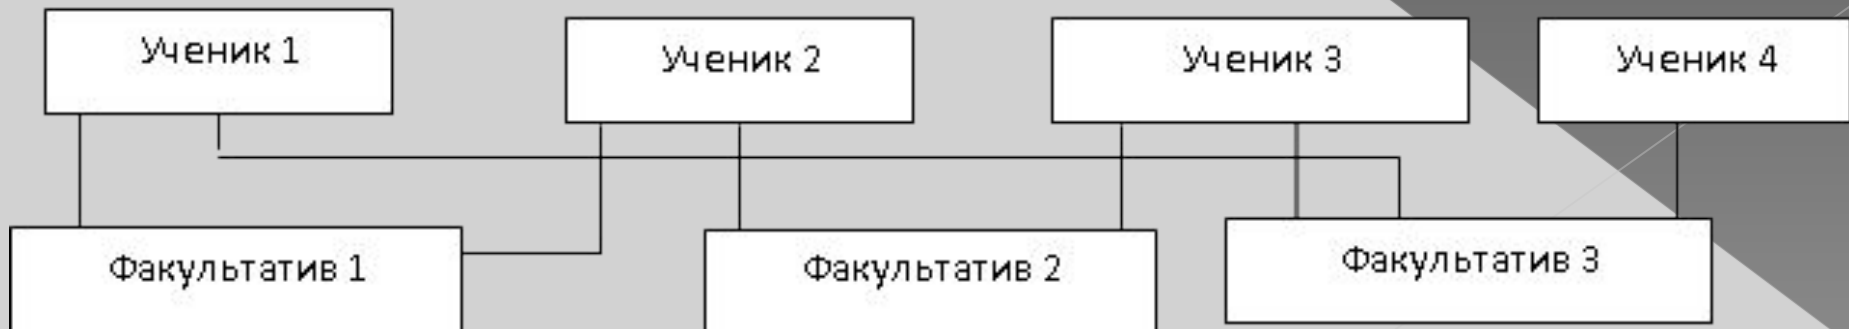 Ученик 1
Ученик 2
Ученик 3
Ученик 4
Факультатив 1
Факультатив 2
Факультатив 3